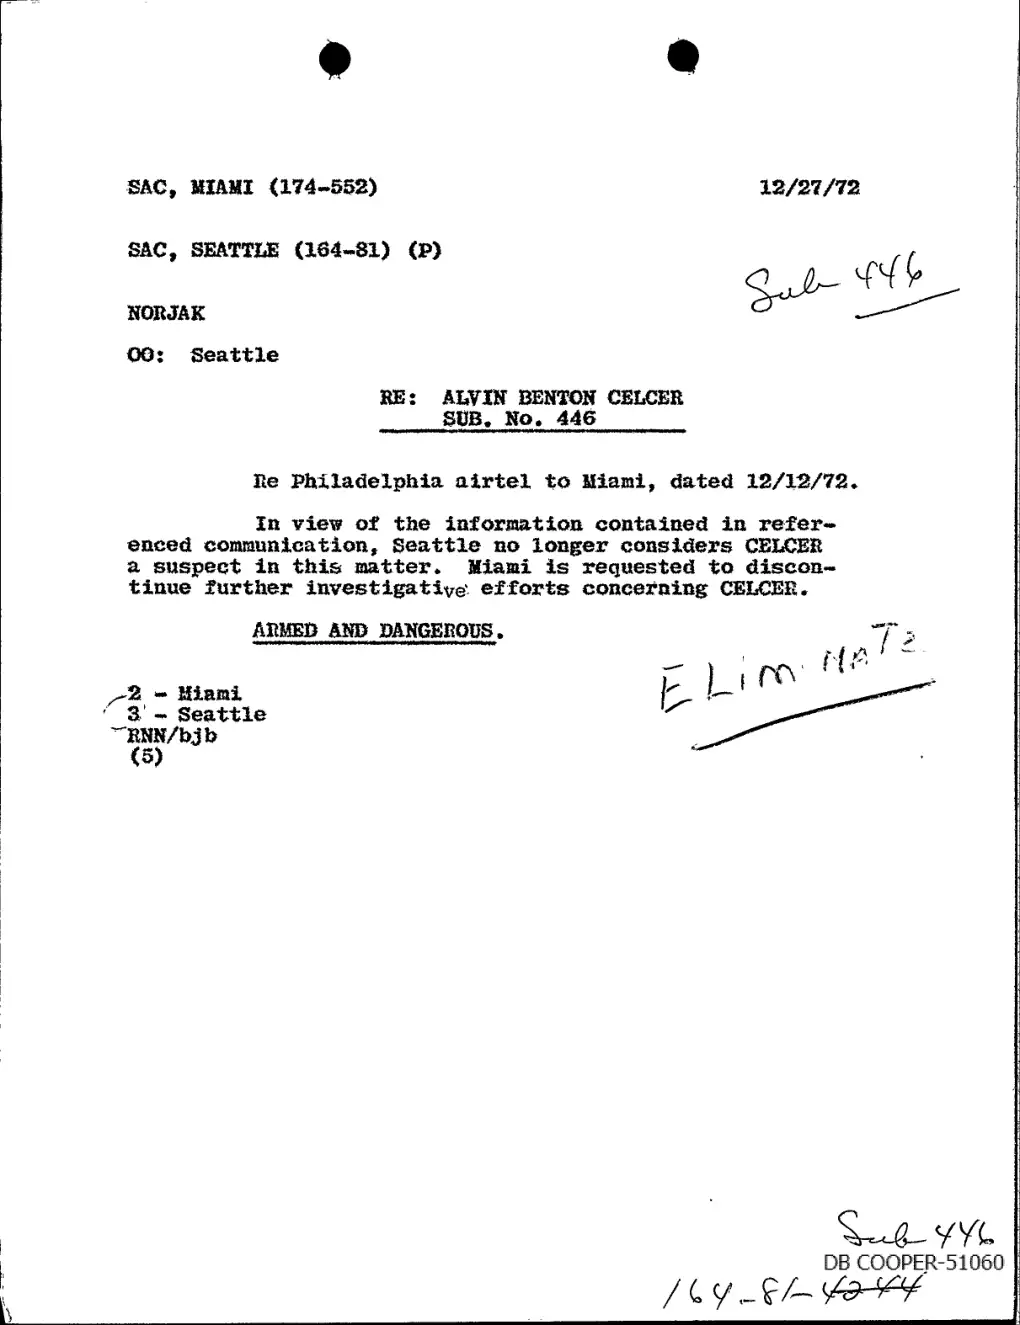 SAC, MIAMI (174-552) 12/27/72
SAC, SEATTLE (164-81) (P)
Sub 446
NORJAK
OO: Seattle
RE: ALVIN BENTON CELCER
SUB. No. 446
Re Philadelphia airtel to Miami, dated 12/12/72.
In view of the information contained in refer-
enced communication, Seattle no longer considers CELCER
a suspect in this matter. Miami is requested to discon-
tinue further investigative efforts concerning CELCER.
ARMED AND DANGEROUS.
ELIMINATE
2 - Miami
3 - Seattle
RNN/bjb
(5)
Sub 446
DB COOPER-51060
164-81-4244